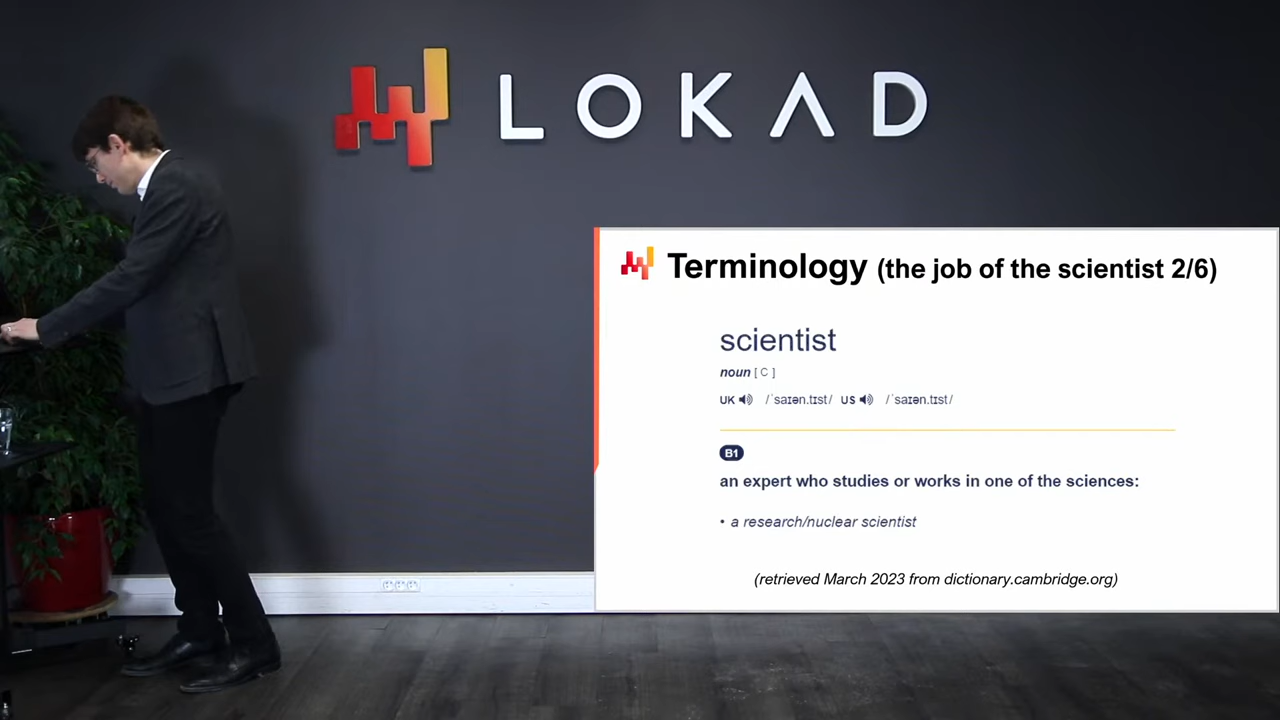 LOKAD
Terminology (the job of the scientist 2/6)
scientist
noun [ C ]
UK /ˈsaɪən.tɪst/ US /ˈsaɪən.tɪst/
B1
an expert who studies or works in one of the sciences:
• a research/nuclear scientist
(retrieved March 2023 from dictionary.cambridge.org)